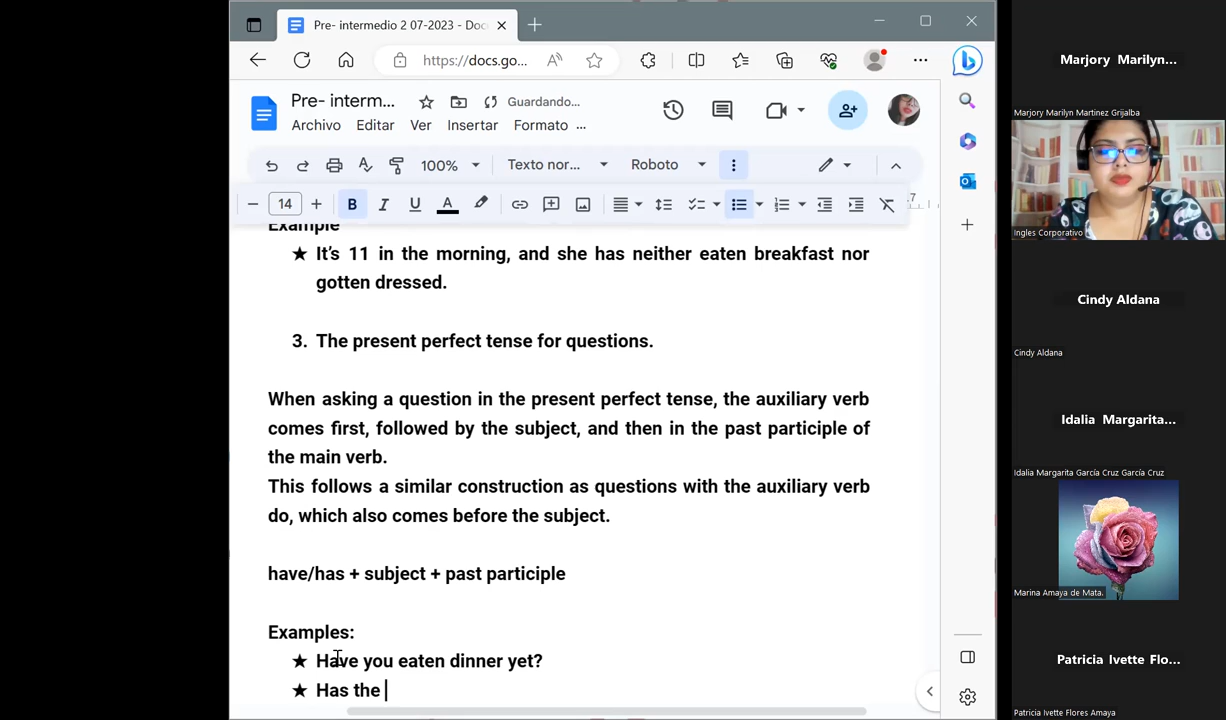 Pre- intermedio 2 07-2023 - Doc
https://docs.go...
Pre- interm...
Guardando...
Archivo Editar Ver Insertar Formato ...
100% Texto nor... Roboto
14 B I U A
7
Example
★ It's 11 in the morning, and she has neither eaten breakfast nor
gotten dressed.
3. The present perfect tense for questions.
When asking a question in the present perfect tense, the auxiliary verb
comes first, followed by the subject, and then in the past participle of
the main verb.
This follows a similar construction as questions with the auxiliary verb
do, which also comes before the subject.
have/has + subject + past participle
Examples:
★ Have you eaten dinner yet?
★ Has the
Marjory Marilyn...
Marjory Marilyn Martinez Grijalba
Ingles Corporativo
Cindy Aldana
Cindy Aldana
Idalia Margarita...
Idalia Margarita García Cruz García Cruz
Marina Amaya de Mata.
Patricia Ivette Flo...
Patricia Ivette Flores Amaya